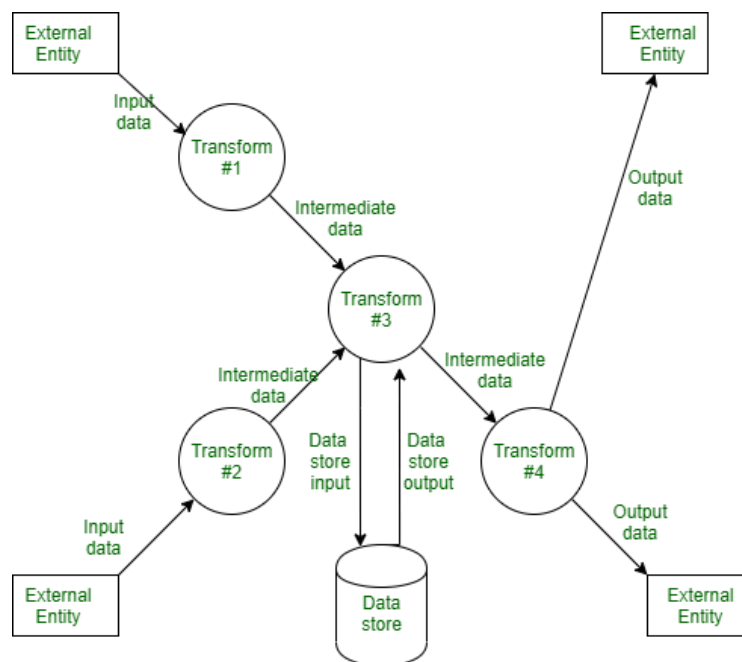 External
Entity
External
Entity
Input
data
Transform
#1
Output
data
Intermediate
data
Transform
#3
Intermediate
data
Intermediate
data
Transform
#2
Data
store
input
Data
store
output
Transform
#4
Input
data
Output
data
External
Entity
Data
store
External
Entity